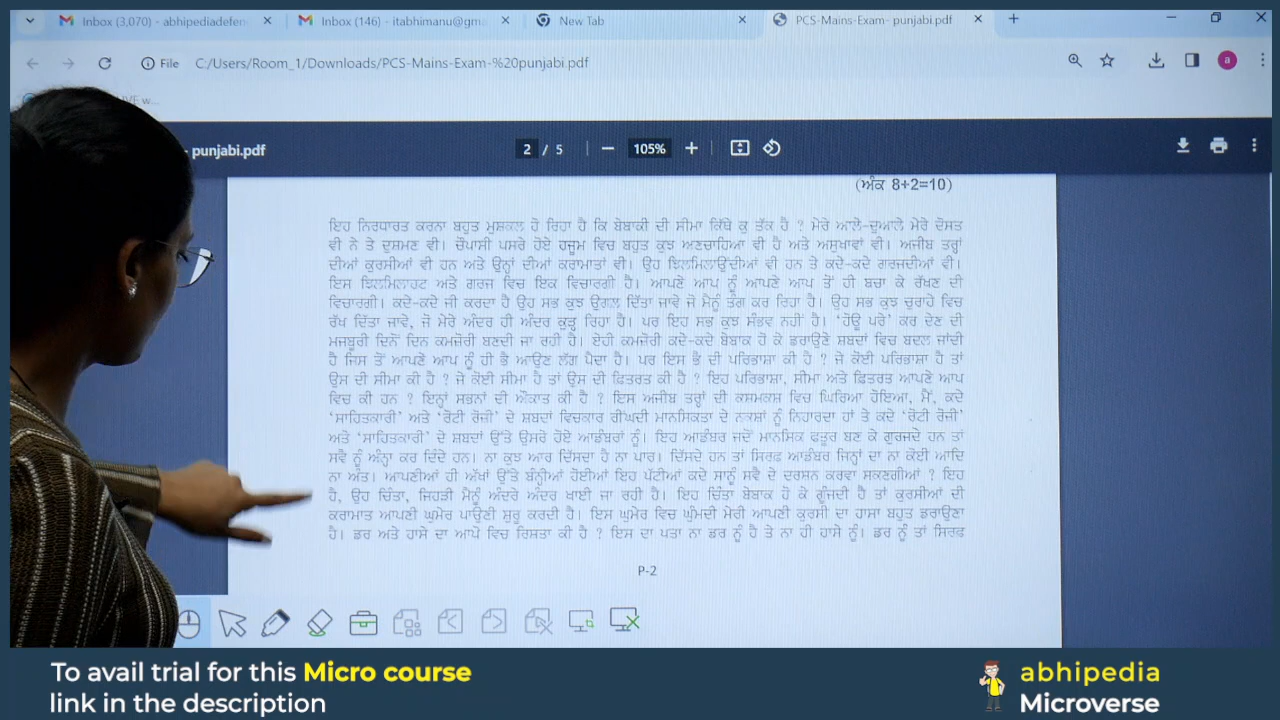 Inbox (3,070) - abhipediadefen
Inbox (146) - itabhimanu@gma
New Tab
PCS-Mains-Exam- punjabi.pdf
File C:/Users/Room_1/Downloads/PCS-Mains-Exam-%20punjabi.pdf
punjabi.pdf
2 / 5
105%
(ਅੰਕ 8+2=10)
ਇਹ ਨਿਰਧਾਰਤ ਕਰਨਾ ਬਹੁਤ ਮੁਸ਼ਕਲ ਹੋ ਰਿਹਾ ਹੈ ਕਿ ਬੇਬਾਕੀ ਦੀ ਸੀਮਾ ਕਿੱਥੇ ਕੁ ਤੱਕ ਹੈ ? ਮੇਰੇ ਆਲੇ-ਦੁਆਲੇ ਮੇਰੇ ਦੋਸਤ
ਵੀ ਨੇ ਤੇ ਦੁਸ਼ਮਣ ਵੀ। ਚੌਂਪਾਸੀ ਪਸਰੇ ਹੋਏ ਹਜੂਮ ਵਿਚ ਬਹੁਤ ਕੁਝ ਅਣਚਾਹਿਆ ਵੀ ਹੈ ਅਤੇ ਅਸੁਖਾਵਾਂ ਵੀ। ਅਜੀਬ ਤਰ੍ਹਾਂ
ਦੀਆਂ ਕੁਰਸੀਆਂ ਵੀ ਹਨ ਅਤੇ ਉਨ੍ਹਾਂ ਦੀਆਂ ਕਰਾਮਾਤਾਂ ਵੀ। ਉਹ ਝਿਲਮਿਲਾਉਂਦੀਆਂ ਵੀ ਹਨ ਤੇ ਕਦੇ-ਕਦੇ ਗਰਜਦੀਆਂ ਵੀ।
ਇਸ ਝਿਲਮਿਲਾਹਟ ਅਤੇ ਗਰਜ ਵਿਚ ਇਕ ਵਿਚਾਰਗੀ ਹੈ। ਆਪਣੇ ਆਪ ਨੂੰ ਆਪਣੇ ਆਪ ਤੋਂ ਹੀ ਬਚਾ ਕੇ ਰੱਖਣ ਦੀ
ਵਿਚਾਰਗੀ। ਕਦੇ-ਕਦੇ ਜੀ ਕਰਦਾ ਹੈ ਉਹ ਸਭ ਕੁਝ ਉਗਲ ਦਿੱਤਾ ਜਾਵੇ ਜੋ ਮੈਨੂੰ ਤੰਗ ਕਰ ਰਿਹਾ ਹੈ। ਉਹ ਸਭ ਕੁਝ ਚੁਰਾਹੇ ਵਿਚ
ਰੱਖ ਦਿੱਤਾ ਜਾਵੇ, ਜੋ ਮੇਰੇ ਅੰਦਰ ਹੀ ਅੰਦਰ ਕੁੜ੍ਹ ਰਿਹਾ ਹੈ। ਪਰ ਇਹ ਸਭ ਕੁਝ ਸੰਭਵ ਨਹੀਂ ਹੈ। 'ਹੋਊ ਪਰੇ' ਕਰ ਦੇਣ ਦੀ
ਮਜਬੂਰੀ ਦਿਨੋਂ ਦਿਨ ਕਮਜ਼ੋਰੀ ਬਣਦੀ ਜਾ ਰਹੀ ਹੈ। ਏਹੀ ਕਮਜ਼ੋਰੀ ਕਦੇ-ਕਦੇ ਬੇਬਾਕ ਹੋ ਕੇ ਡਰਾਉਣੇ ਸ਼ਬਦਾਂ ਵਿਚ ਬਦਲ ਜਾਂਦੀ
ਹੈ ਜਿਸ ਤੋਂ ਆਪਣੇ ਆਪ ਨੂੰ ਹੀ ਭੈ ਆਉਣ ਲੱਗ ਪੈਦਾ ਹੈ। ਪਰ ਇਸ ਭੈ ਦੀ ਪਰਿਭਾਸ਼ਾ ਕੀ ਹੈ ? ਜੇ ਕੋਈ ਪਰਿਭਾਸ਼ਾ ਹੈ ਤਾਂ
ਉਸ ਦੀ ਸੀਮਾ ਕੀ ਹੈ ? ਜੇ ਕੋਈ ਸੀਮਾ ਹੈ ਤਾਂ ਉਸ ਦੀ ਫ਼ਿਤਰਤ ਕੀ ਹੈ ? ਇਹ ਪਰਿਭਾਸ਼ਾ, ਸੀਮਾ ਅਤੇ ਫ਼ਿਤਰਤ ਆਪਣੇ ਆਪ
ਵਿਚ ਕੀ ਹਨ ? ਇਨ੍ਹਾਂ ਸਭਨਾਂ ਦੀ ਔਕਾਤ ਕੀ ਹੈ ? ਇਸ ਅਜੀਬ ਤਰ੍ਹਾਂ ਦੀ ਕਸ਼ਮਕਸ਼ ਵਿਚ ਘਿਰਿਆ ਹੋਇਆ, ਮੈਂ, ਕਦੇ
'ਸਾਹਿਤਕਾਰੀ' ਅਤੇ 'ਰੋਟੀ ਰੋਜ਼ੀ' ਦੇ ਸ਼ਬਦਾਂ ਵਿਚਕਾਰ ਰੀਂਘਦੀ ਮਾਨਸਿਕਤਾ ਦੇ ਨਕਸ਼ਾਂ ਨੂੰ ਨਿਹਾਰਦਾ ਹਾਂ ਤੇ ਕਦੇ 'ਰੋਟੀ ਰੋਜ਼ੀ'
ਅਤੇ 'ਸਾਹਿਤਕਾਰੀ' ਦੇ ਸ਼ਬਦਾਂ ਉੱਤੇ ਉਸਰੇ ਹੋਏ ਆਡੰਬਰਾਂ ਨੂੰ। ਇਹ ਆਡੰਬਰ ਜਦੋਂ ਮਾਨਸਿਕ ਫਤੂਰ ਬਣ ਕੇ ਗੁਰਜਦੇ ਹਨ ਤਾਂ
ਸਵੈ ਨੂੰ ਅੰਨ੍ਹਾ ਕਰ ਦਿੰਦੇ ਹਨ। ਨਾ ਕੁਝ ਆਰ ਦਿੱਸਦਾ ਹੈ ਨਾ ਪਾਰ। ਦਿੱਸਦੇ ਹਨ ਤਾਂ ਸਿਰਫ਼ ਆਡੰਬਰ ਜਿਨ੍ਹਾਂ ਦਾ ਨਾ ਕੋਈ ਆਦਿ
ਨਾ ਅੰਤ। ਆਪਣੀਆਂ ਹੀ ਅੱਖਾਂ ਉੱਤੇ ਬੰਨ੍ਹੀਆਂ ਹੋਈਆਂ ਇਹ ਪੱਟੀਆਂ ਕਦੇ ਸਾਨੂੰ ਸਵੈ ਦੇ ਦਰਸ਼ਨ ਕਰਵਾ ਸਕਣਗੀਆਂ ? ਇਹ
ਹੈ, ਉਹ ਚਿੰਤਾ, ਜਿਹੜੀ ਮੈਨੂੰ ਅੰਦਰੇ ਅੰਦਰ ਖਾਈ ਜਾ ਰਹੀ ਹੈ। ਇਹ ਚਿੰਤਾ ਬੇਬਾਕ ਹੋ ਕੇ ਗੂੰਜਦੀ ਹੈ ਤਾਂ ਕੁਰਸੀਆਂ ਦੀ
ਕਰਾਮਾਤ ਆਪਣੀ ਘੁਮੇਰ ਪਾਉਣੀ ਸ਼ੁਰੂ ਕਰਦੀ ਹੈ। ਇਸ ਘੁਮੇਰ ਵਿਚ ਘੁੰਮਦੀ ਮੇਰੀ ਆਪਣੀ ਕੁਰਸੀ ਦਾ ਹਾਸਾ ਬਹੁਤ ਡਰਾਉਣਾ
ਹੈ। ਡਰ ਅਤੇ ਹਾਸੇ ਦਾ ਆਪੋ ਵਿਚ ਰਿਸ਼ਤਾ ਕੀ ਹੈ ? ਇਸ ਦਾ ਪਤਾ ਨਾ ਡਰ ਨੂੰ ਹੈ ਤੇ ਨਾ ਹੀ ਹਾਸੇ ਨੂੰ। ਡਰ ਨੂੰ ਤਾਂ ਸਿਰਫ਼
P-2
To avail trial for this Micro course
link in the description
abhipedia
Microverse